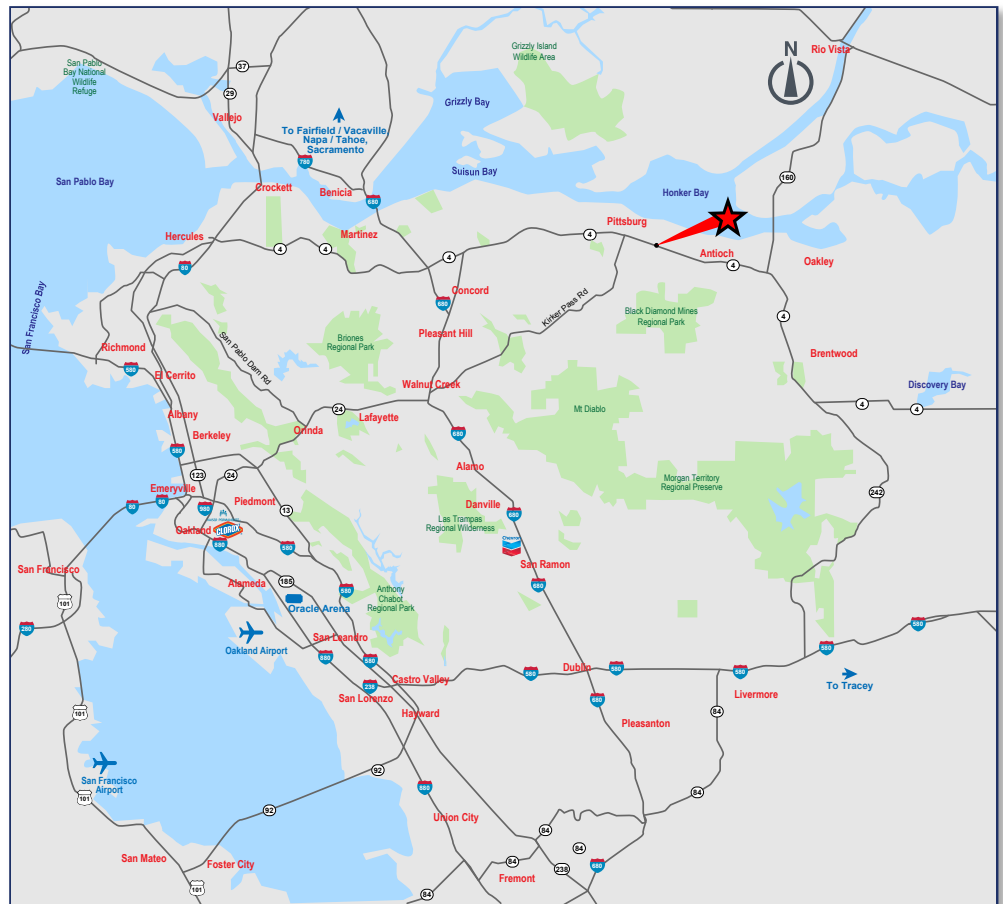 Rio Vista
N
Grizzly Island
Wildlife Area
San Pablo
Bay National
Wildlife
Refuge
37
29
Grizzly Bay
Vallejo
To Fairfield / Vacaville
Napa / Tahoe,
Sacramento
780
Suisun Bay
San Pablo Bay
Crockett
Benicia
680
Honker Bay
160
Hercules
Martinez
Pittsburg
4
4
4
4
Antioch
4
Oakley
80
San Francisco Bay
Concord
680
Kirker Pass Rd
Black Diamond Mines
Regional Park
4
Pleasant Hill
San Pablo Dam Rd
Briones
Regional Park
Richmond
580
El Cerrito
Brentwood
Discovery Bay
Walnut Creek
Albany
24
Lafayette
Mt Diablo
4
4
Berkeley
Orinda
680
580
123
24
Alamo
Morgan Territory
Regional Preserve
Emeryville
80
80
980
Piedmont
13
Danville
680
Las Trampas
Regional Wilderness
242
Oakland
CLOROX
880
580
Chevron
San Ramon
San Francisco
101
185
Alameda
580
680
Anthony
Chabot
Regional Park
Oracle Arena
280
Oakland Airport
San Leandro
880
580
580
580
Dublin
580
580
To Tracey
238
Castro Valley
580
San Lorenzo
680
Livermore
101
Hayward
84
Pleasanton
San Francisco
Airport
92
101
880
84
92
Union City
84
84
San Mateo
Foster City
84
238
680
Fremont
101
84